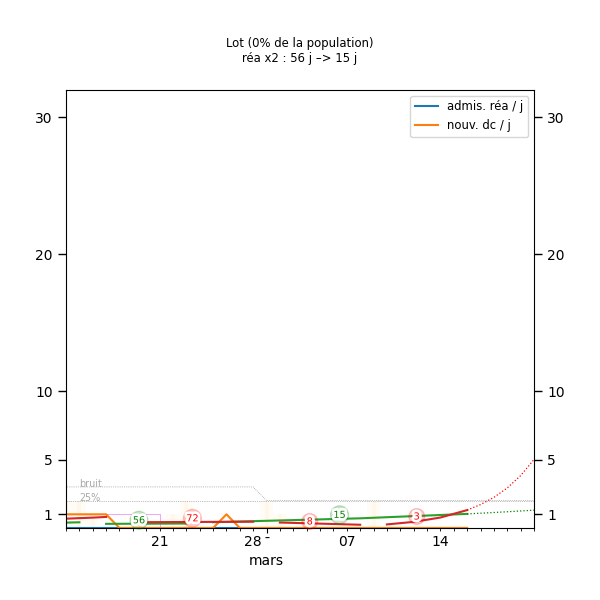 Lot (0% de la population)
réa x2 : 56 j –> 15 j
admis. réa / j
nouv. dc / j
30 30
20 20
10 10
5 5
bruit
25%
1 56 72 8 15 3 1
21 28 07 14
mars